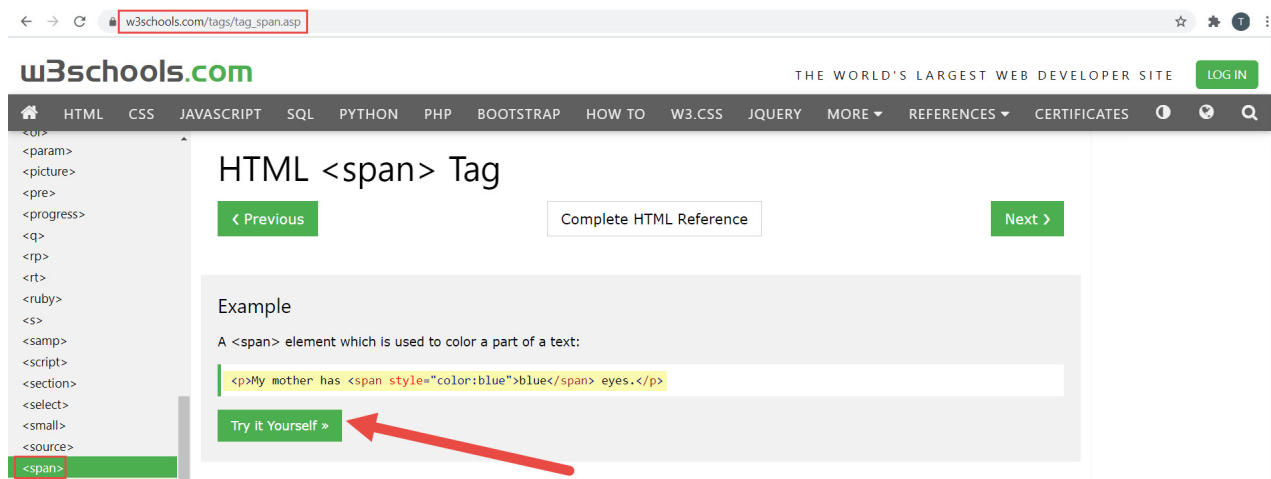 w3schools.com/tags/tag_span.asp
T
w3schools.com
THE WORLD'S LARGEST WEB DEVELOPER SITE
LOG IN
HTML CSS JAVASCRIPT SQL PYTHON PHP BOOTSTRAP HOW TO W3.CSS JQUERY MORE REFERENCES CERTIFICATES
<param>
<picture>
<pre>
<progress>
<q>
<rp>
<rt>
<ruby>
<s>
<samp>
<script>
<section>
<select>
<small>
<source>
<span>
HTML <span> Tag
❮ Previous
Complete HTML Reference
Next ❯
Example
A <span> element which is used to color a part of a text:
<p>My mother has <span style="color:blue">blue</span> eyes.</p>
Try it Yourself »